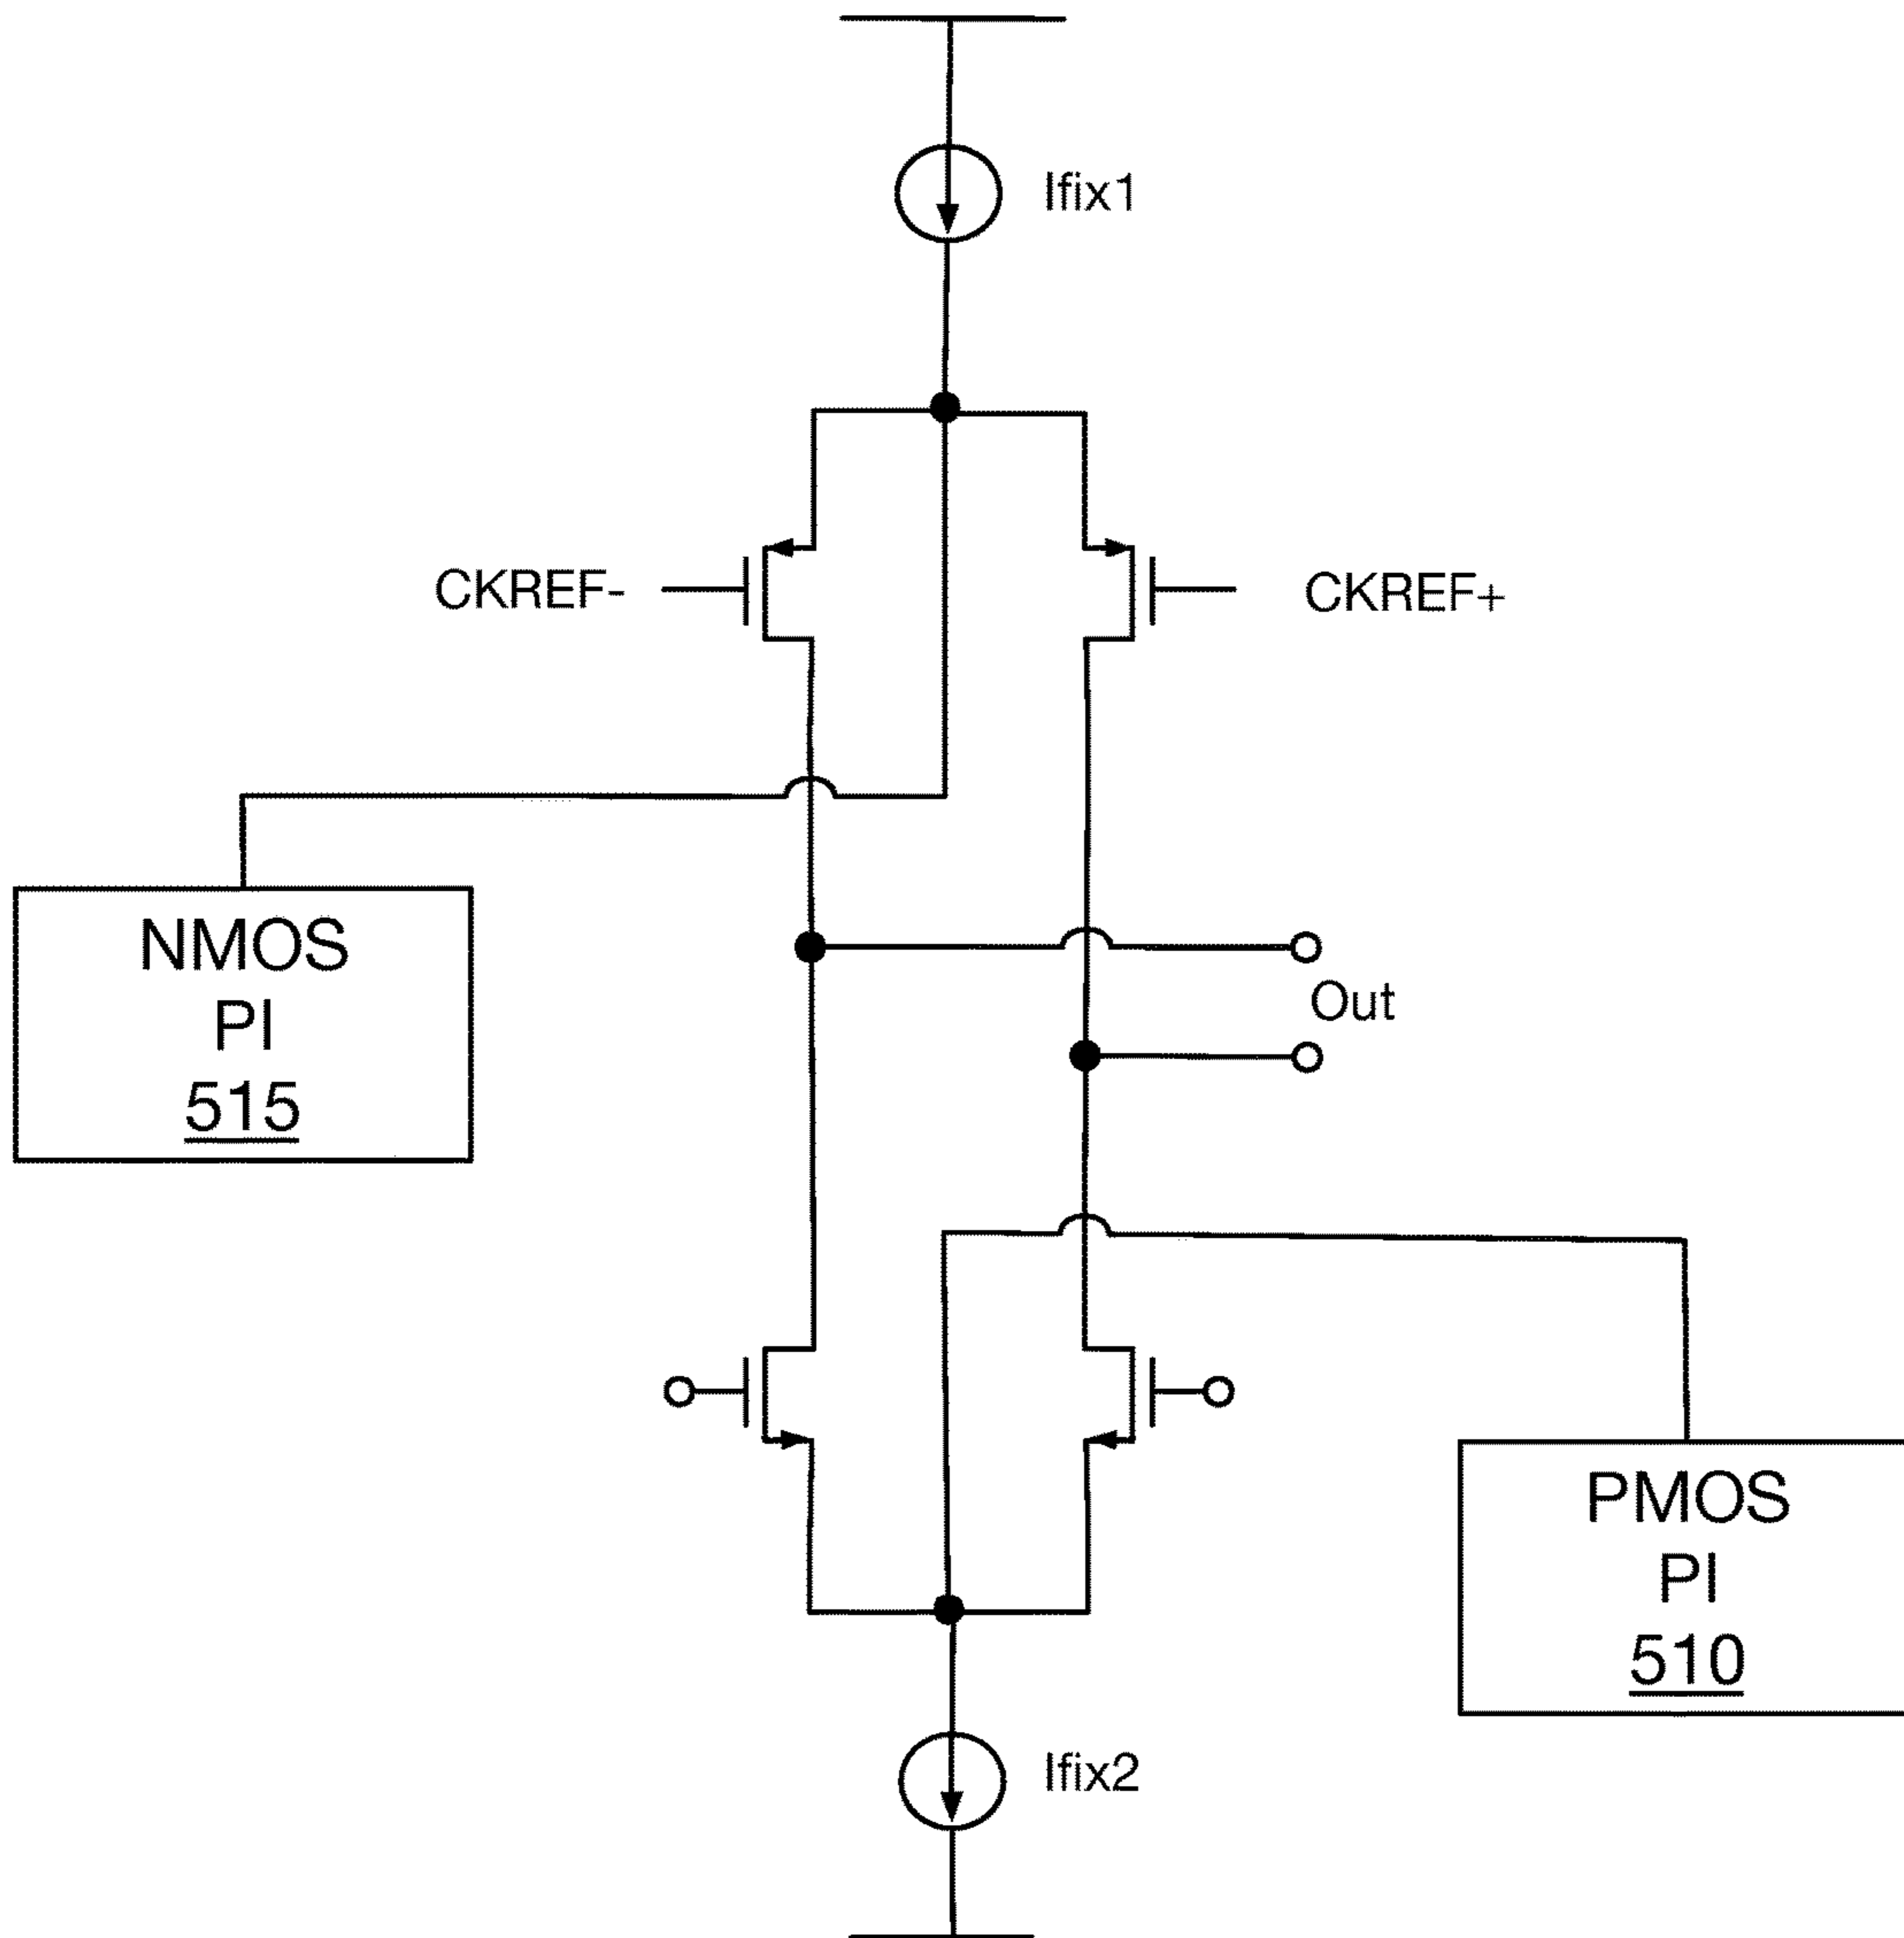 Ifix1
CKREF-
CKREF+
NMOS
PI
515
Out
PMOS
PI
510
Ifix2